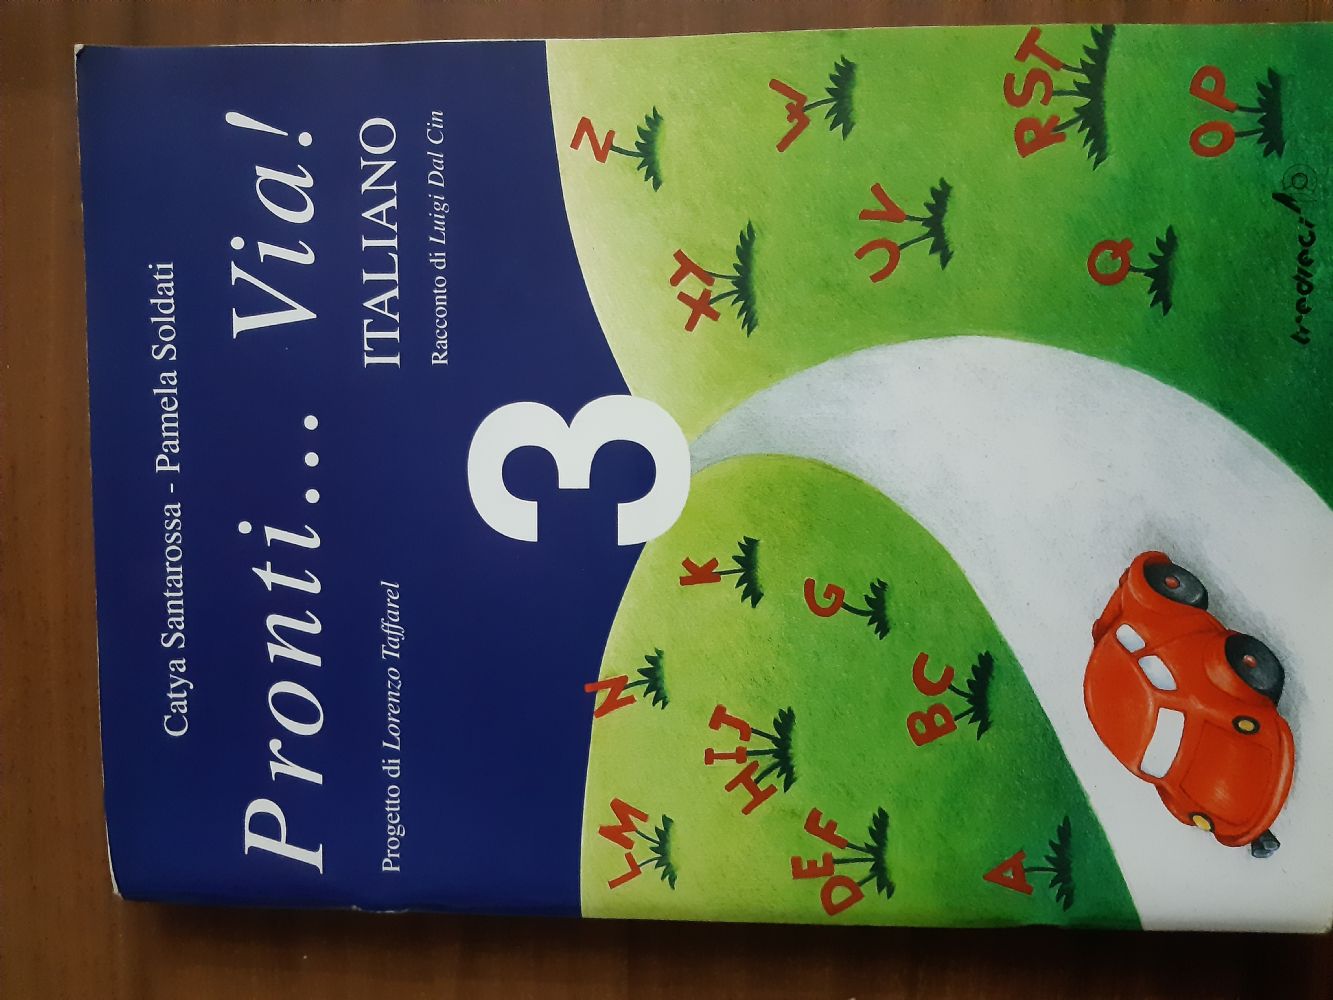 Catya Santarossa - Pamela Soldati
Pronti... Via!
Progetto di Lorenzo Taffarel
ITALIANO
Racconto di Luigi Dal Cin
3
Z
W
XY
UV
RST
OP
Q
N
K
LM
HIJ
G
DEF
BC
A